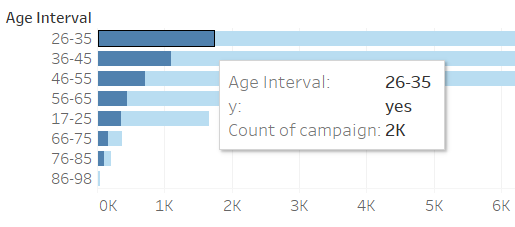 Age Interval
26-35
36-45
46-55
56-65
17-25
66-75
76-85
86-98
Age Interval: 26-35
y: yes
Count of campaign: 2K
0K 1K 2K 3K 4K 5K 6K